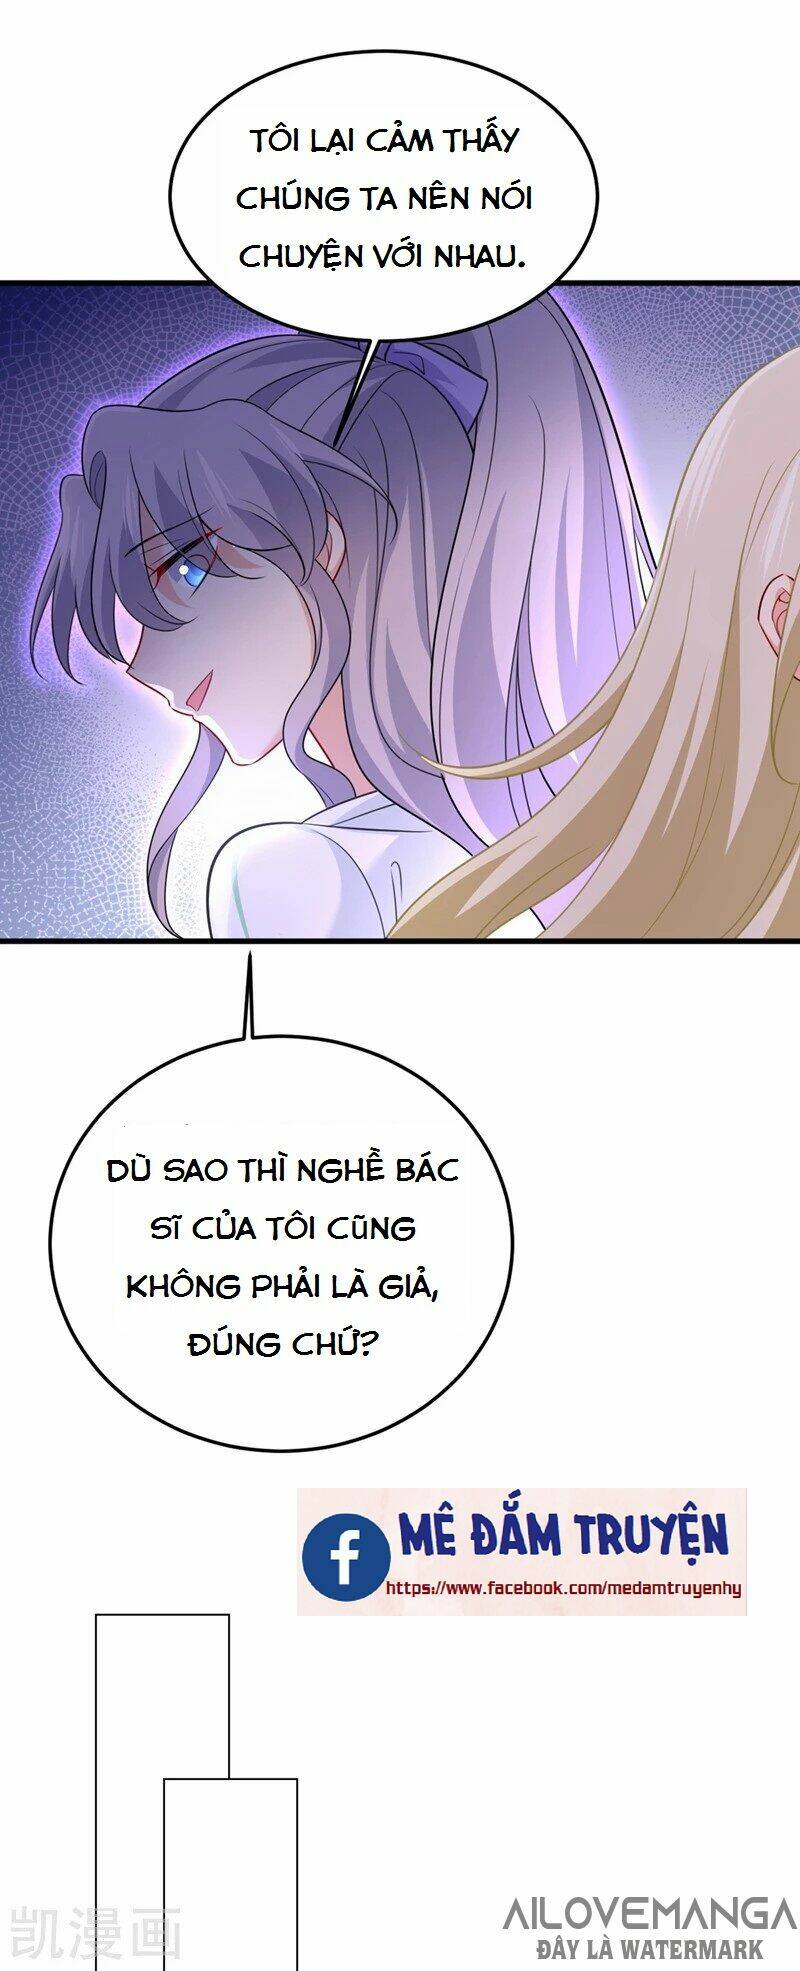 TÔI LẠI CẢM THẤY
CHÚNG TA NÊN NÓI
CHUYỆN VỚI NHAU.
DÙ SAO THÌ NGHỀ BÁC
SĨ CỦA TÔI CŨNG
KHÔNG PHẢI LÀ GIẢ,
ĐÚNG CHỨ?
MÊ ĐẮM TRUYỆN
https://www.facebook.com/medamtruyenhy
凯漫画
AILOVEMANGA
ĐÂY LÀ WATERMARK